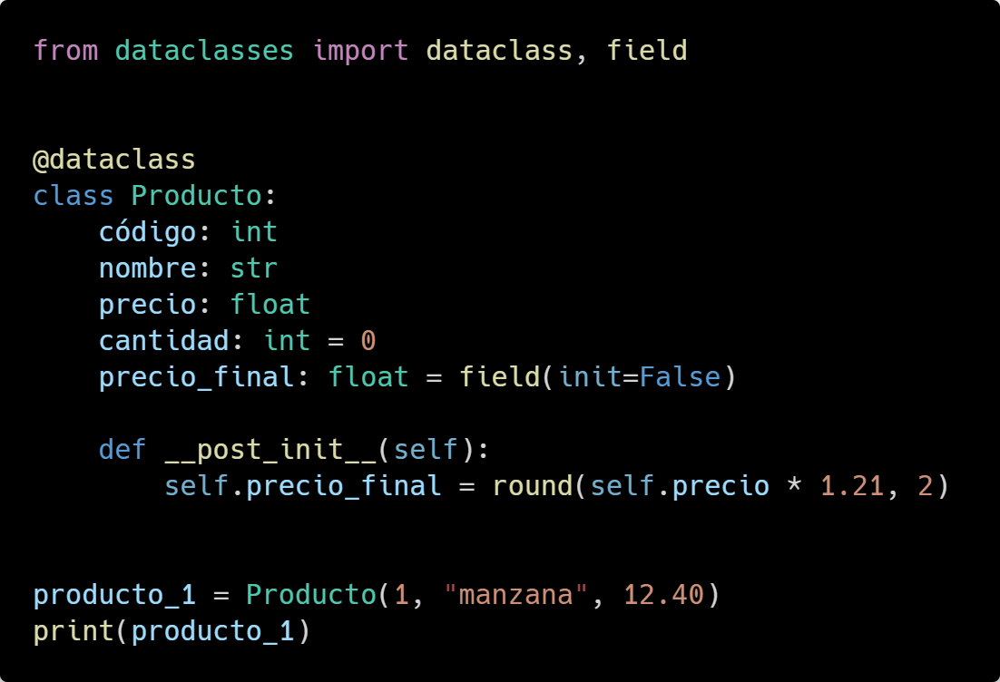 from dataclasses import dataclass, field
@dataclass
class Producto:
    código: int
    nombre: str
    precio: float
    cantidad: int = 0
    precio_final: float = field(init=False)
    def __post_init__(self):
        self.precio_final = round(self.precio * 1.21, 2)
producto_1 = Producto(1, "manzana", 12.40)
print(producto_1)